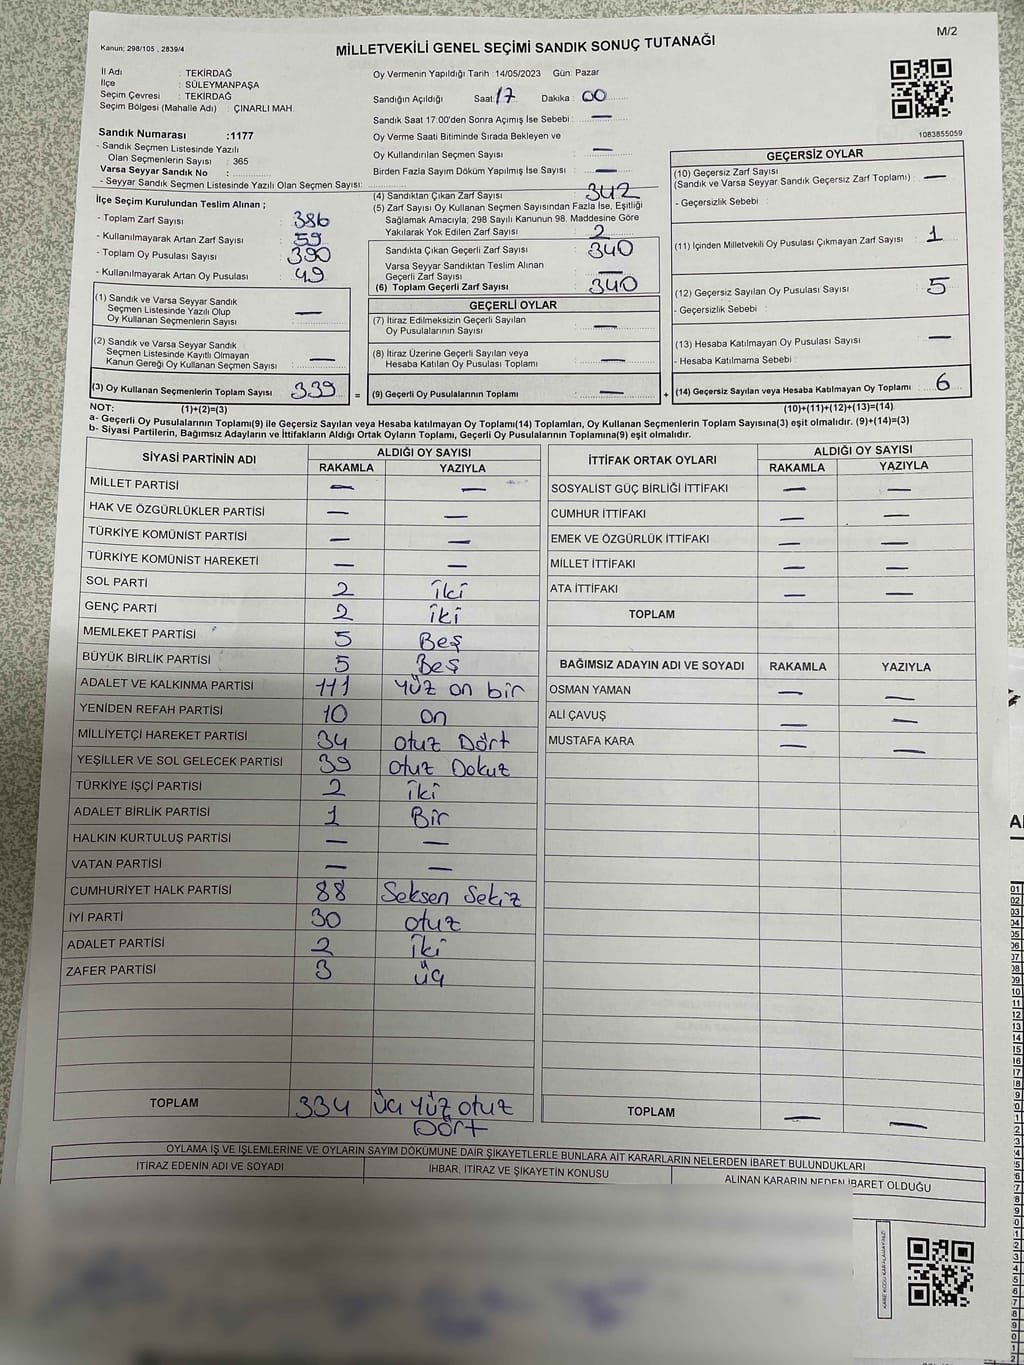 M/2
Kanun; 298/105 , 2839/4
MİLLETVEKİLİ GENEL SEÇİMİ SANDIK SONUÇ TUTANAĞI
İl Adı : TEKİRDAĞ
İlçe : SÜLEYMANPAŞA
Seçim Çevresi : TEKİRDAĞ
Seçim Bölgesi (Mahalle Adı) : ÇINARLI MAH.
Sandık Numarası :1177
- Sandık Seçmen Listesinde Yazılı
Olan Seçmenlerin Sayısı : 365
Varsa Seyyar Sandık No :
- Seyyar Sandık Seçmen Listesinde Yazılı Olan Seçmen Sayısı:
Oy Vermenin Yapıldığı Tarih :14/05/2023 Gün: Pazar
Sandığın Açıldığı Saat: 17 Dakika : 00
Sandık Saat 17:00'den Sonra Açımış İse Sebebi : —
Oy Verme Saati Bitiminde Sırada Bekleyen ve
Oy Kullandırılan Seçmen Sayısı : —
Birden Fazla Sayım Döküm Yapılmış İse Sayısı : —
1083855059
İlçe Seçim Kurulundan Teslim Alınan ;
- Toplam Zarf Sayısı : 386
- Kullanılmayarak Artan Zarf Sayısı : 59
- Toplam Oy Pusulası Sayısı : 390
- Kullanılmayarak Artan Oy Pusulası : 49
(1) Sandık ve Varsa Seyyar Sandık
Seçmen Listesinde Yazılı Olup
Oy Kullanan Seçmenlerin Sayısı : —
(2) Sandık ve Varsa Seyyar Sandık
Seçmen Listesinde Kayıtlı Olmayan
Kanun Gereği Oy Kullanan Seçmen Sayısı : —
(3) Oy Kullanan Seçmenlerin Toplam Sayısı : 339
(4) Sandıktan Çıkan Zarf Sayısı : 342
(5) Zarf Sayısı Oy Kullanan Seçmen Sayısından Fazla İse, Eşitliği
Sağlamak Amacıyla, 298 Sayılı Kanunun 98. Maddesine Göre
Yakılarak Yok Edilen Zarf Sayısı : 2
Sandıkta Çıkan Geçerli Zarf Sayısı : 340
Varsa Seyyar Sandıktan Teslim Alınan
Geçerli Zarf Sayısı : —
(6) Toplam Geçerli Zarf Sayısı : 340
GEÇERLİ OYLAR
(7) İtiraz Edilmeksizin Geçerli Sayılan
Oy Pusulalarının Sayısı : —
(8) İtiraz Üzerine Geçerli Sayılan veya
Hesaba Katılan Oy Pusulası Toplamı : —
= (9) Geçerli Oy Pusulalarının Toplamı : —
GEÇERSİZ OYLAR
(10) Geçersiz Zarf Sayısı
(Sandık ve Varsa Seyyar Sandık Geçersiz Zarf Toplamı) : —
- Geçersizlik Sebebi :
(11) İçinden Milletvekili Oy Pusulası Çıkmayan Zarf Sayısı : 1
(12) Geçersiz Sayılan Oy Pusulası Sayısı : 5
- Geçersizlik Sebebi :
(13) Hesaba Katılmayan Oy Pusulası Sayısı : —
- Hesaba Katılmama Sebebi :
+ (14) Geçersiz Sayılan veya Hesaba Katılmayan Oy Toplamı : 6
NOT: (1)+(2)=(3)
(10)+(11)+(12)+(13)=(14)
a- Geçerli Oy Pusulalarının Toplamı(9) ile Geçersiz Sayılan veya Hesaba katılmayan Oy Toplamı(14) Toplamları, Oy Kullanan Seçmenlerin Toplam Sayısına(3) eşit olmalıdır. (9)+(14)=(3)
b- Siyasi Partilerin, Bağımsız Adayların ve İttifakların Aldığı Ortak Oyların Toplamı, Geçerli Oy Pusulalarının Toplamına(9) eşit olmalıdır.
SİYASİ PARTİNİN ADI ALDIĞI OY SAYISI
RAKAMLA YAZIYLA
MİLLET PARTİSİ — —
HAK VE ÖZGÜRLÜKLER PARTİSİ — —
TÜRKİYE KOMÜNİST PARTİSİ — —
TÜRKİYE KOMÜNİST HAREKETİ — —
SOL PARTİ 2 iki
GENÇ PARTİ 2 iki
MEMLEKET PARTİSİ 5 Beş
BÜYÜK BİRLİK PARTİSİ 5 Beş
ADALET VE KALKINMA PARTİSİ 111 Yüz on bir
YENİDEN REFAH PARTİSİ 10 on
MİLLİYETÇİ HAREKET PARTİSİ 34 otuz Dört
YEŞİLLER VE SOL GELECEK PARTİSİ 39 otuz Dokuz
TÜRKİYE İŞÇİ PARTİSİ 2 iki
ADALET BİRLİK PARTİSİ 1 Bir
HALKIN KURTULUŞ PARTİSİ — —
VATAN PARTİSİ — —
CUMHURİYET HALK PARTİSİ 88 Seksen Sekiz
İYİ PARTİ 30 otuz
ADALET PARTİSİ 2 iki
ZAFER PARTİSİ 3 üç
TOPLAM 334 üç Yüz otuz
Dört
İTTİFAK ORTAK OYLARI ALDIĞI OY SAYISI
RAKAMLA YAZIYLA
SOSYALİST GÜÇ BİRLİĞİ İTTİFAKI — —
CUMHUR İTTİFAKI — —
EMEK VE ÖZGÜRLÜK İTTİFAKI — —
MİLLET İTTİFAKI — —
ATA İTTİFAKI — —
TOPLAM
BAĞIMSIZ ADAYIN ADI VE SOYADI RAKAMLA YAZIYLA
OSMAN YAMAN — —
ALİ ÇAVUŞ — —
MUSTAFA KARA — —
TOPLAM — —
OYLAMA İŞ VE İŞLEMLERİNE VE OYLARIN SAYIM DÖKÜMÜNE DAİR ŞİKAYETLERLE BUNLARA AİT KARARLARIN NELERDEN İBARET BULUNDUKLARI
İTİRAZ EDENİN ADI VE SOYADI İHBAR, İTİRAZ VE ŞİKAYETİN KONUSU ALINAN KARARIN NEDEN İBARET OLDUĞU